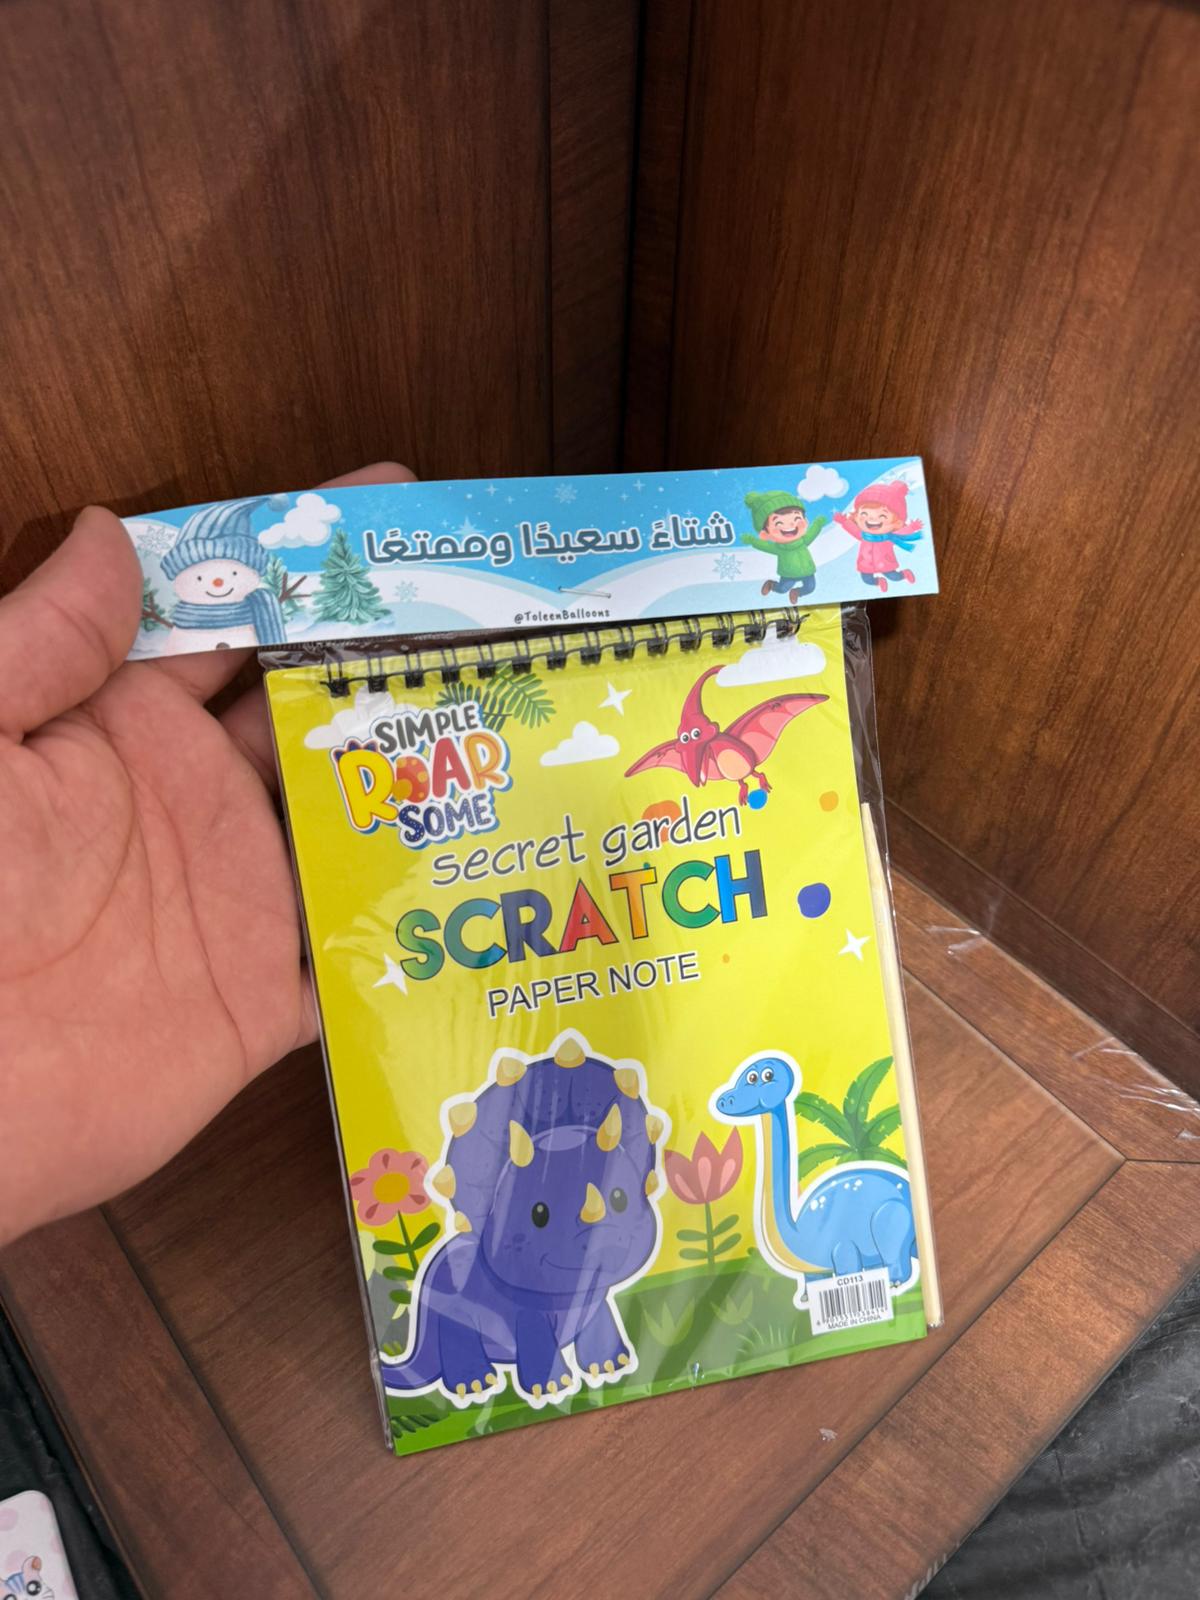 شتاءً سعيدًا وممتعًا
@ToleenBalloons
SIMPLE
ROAR
SOME
secret garden
SCRATCH
PAPER NOTE
CD113
MADE IN CHINA